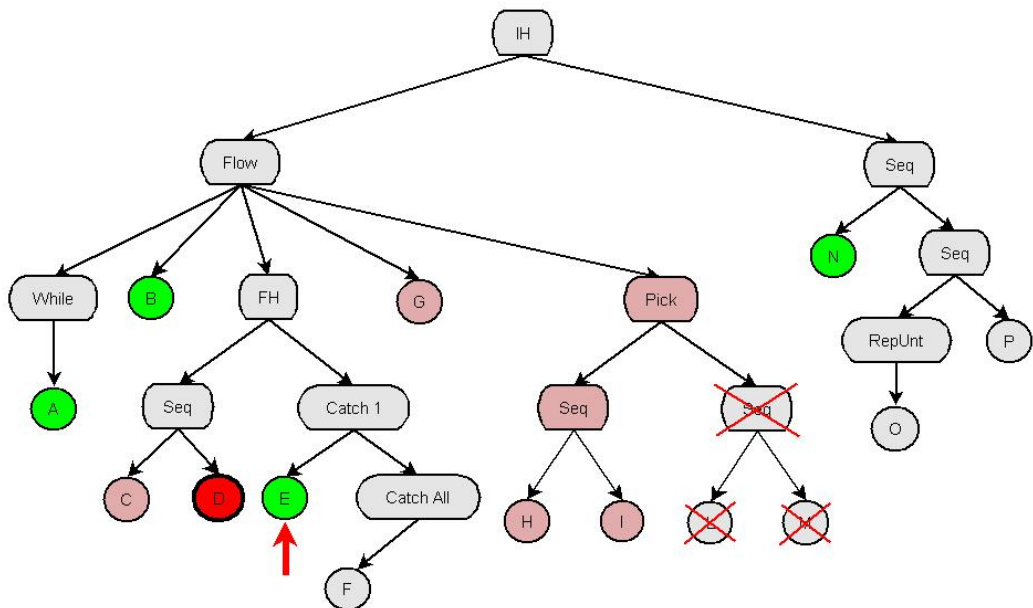 IH
Flow
Seq
While
B
FH
G
Pick
N
Seq
RepUnt
P
A
Seq
Catch 1
Seq
Seq
O
C
D
E
Catch All
H
I
L
M
F